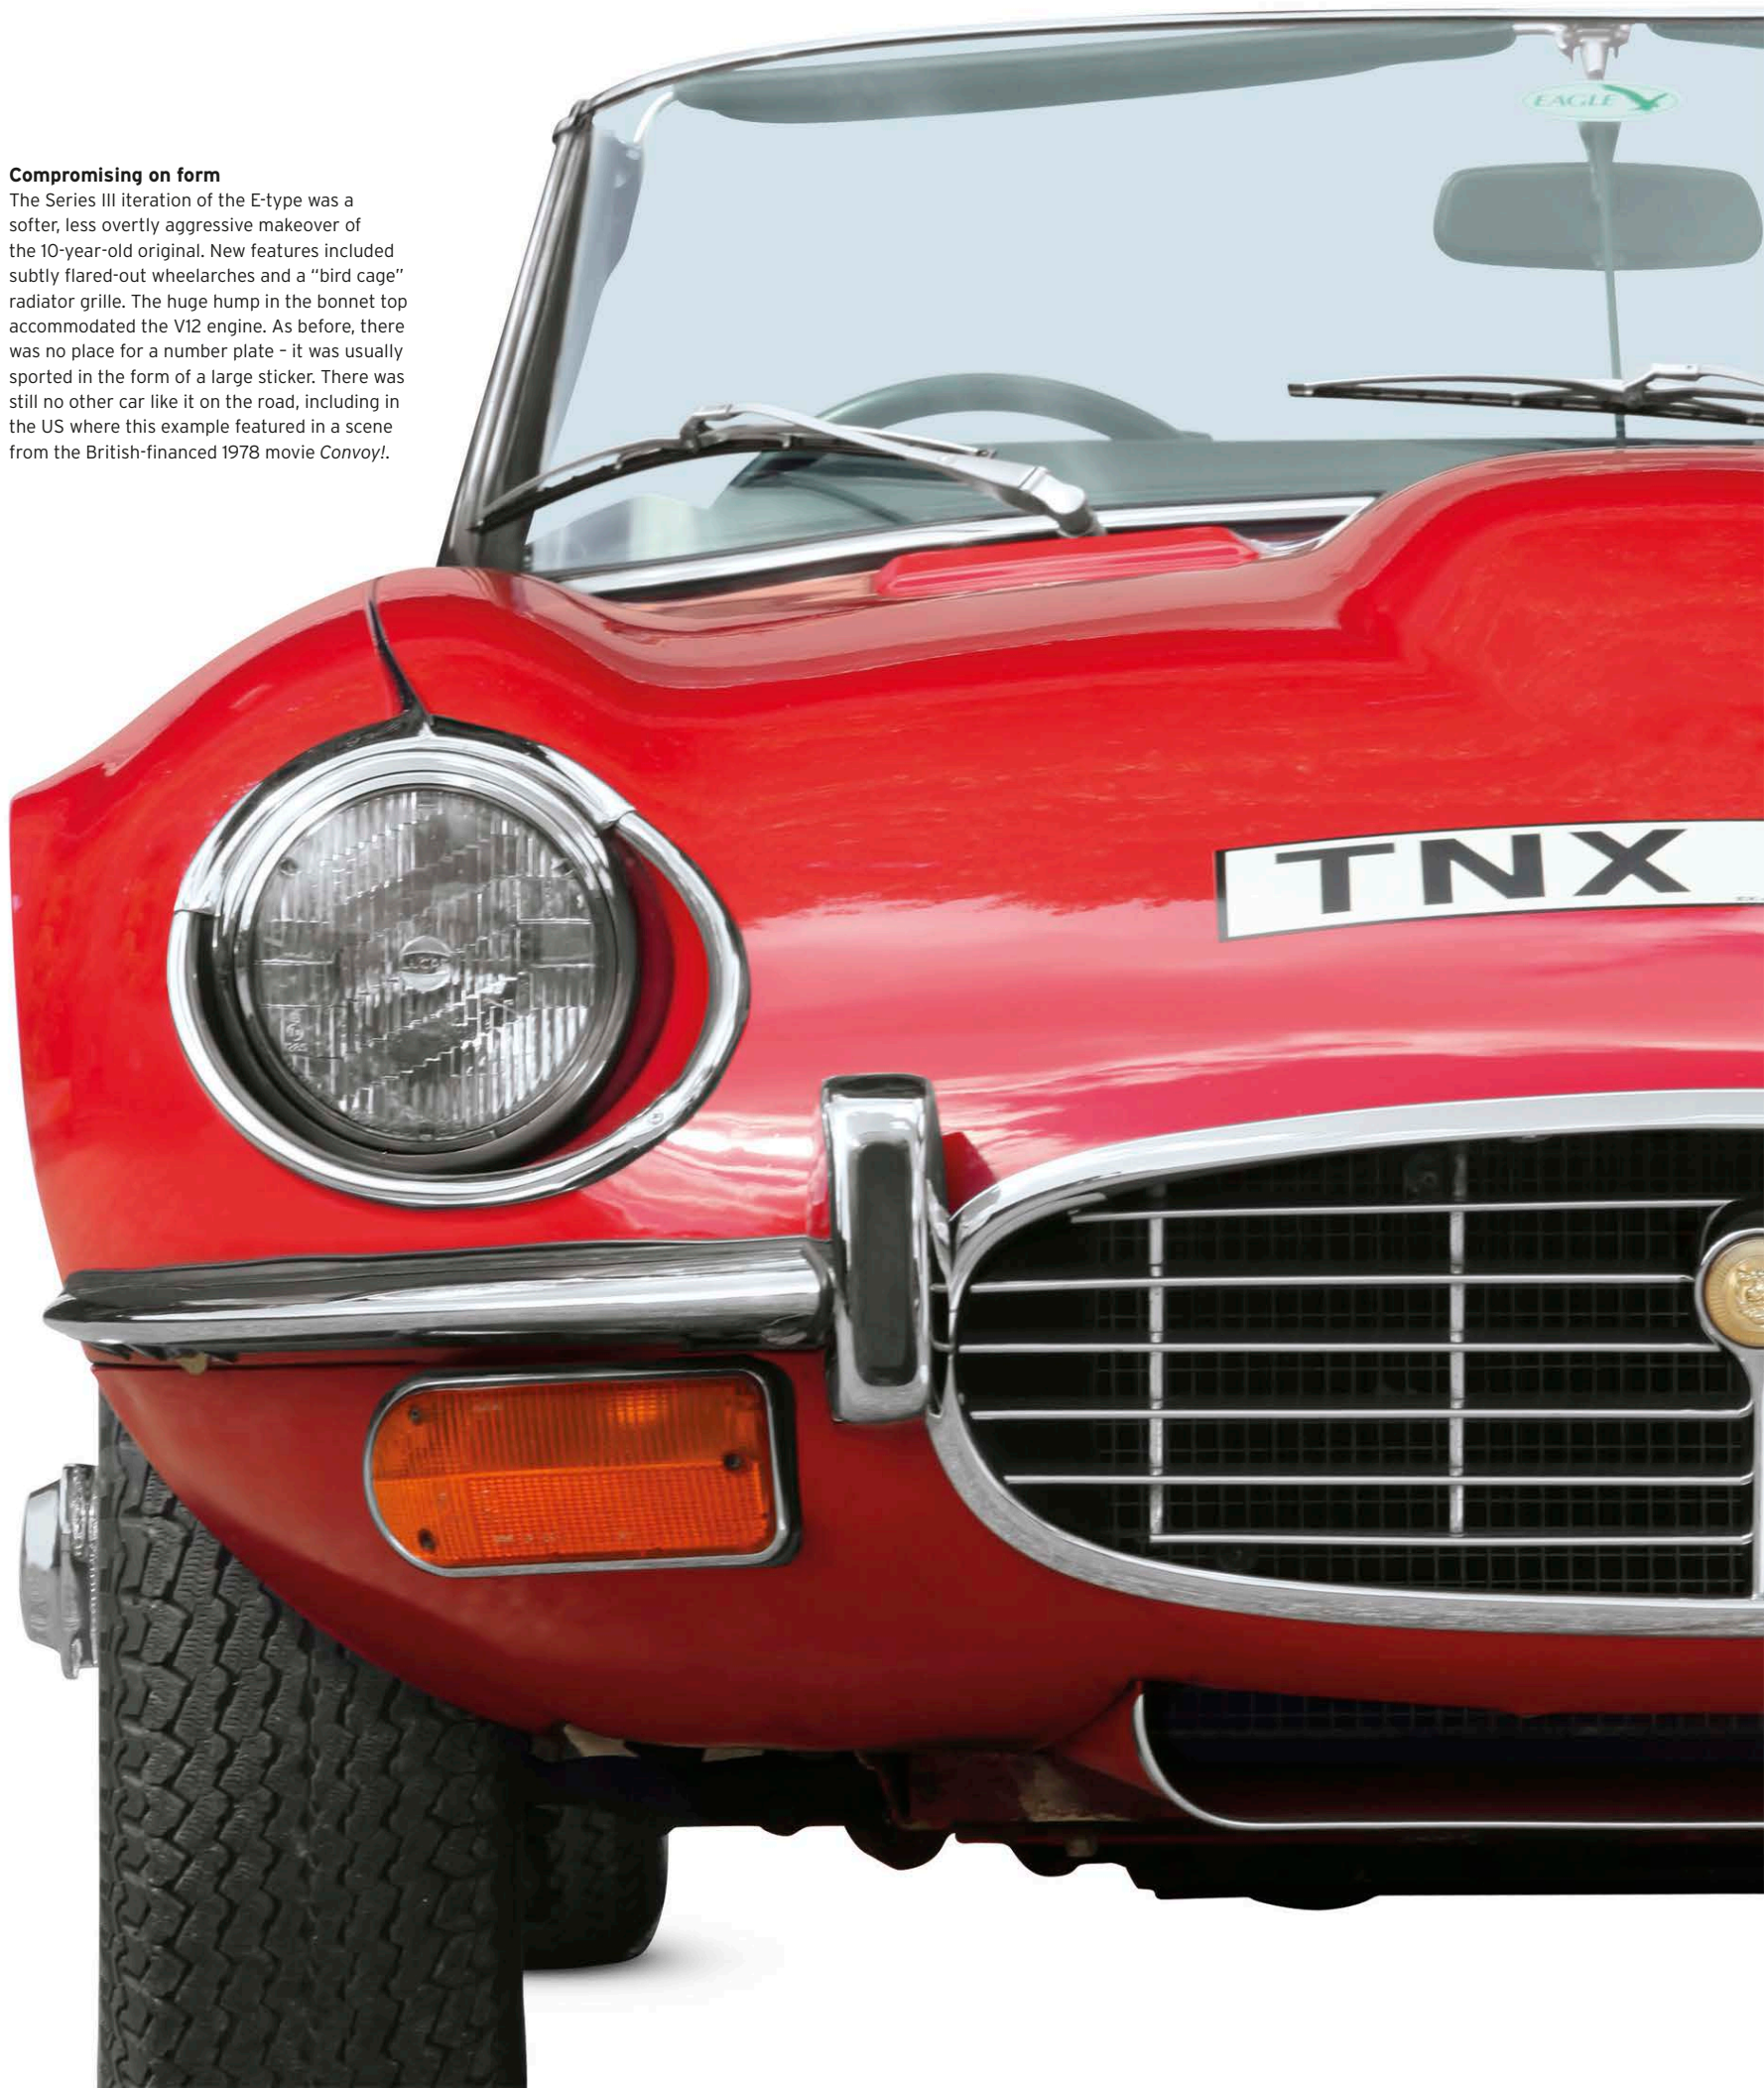 EAGLE
Compromising on form
The Series III iteration of the E-type was a
softer, less overtly aggressive makeover of
the 10-year-old original. New features included
subtly flared-out wheelarches and a “bird cage”
radiator grille. The huge hump in the bonnet top
accommodated the V12 engine. As before, there
was no place for a number plate – it was usually
sported in the form of a large sticker. There was
still no other car like it on the road, including in
the US where this example featured in a scene
from the British-financed 1978 movie Convoy!.
TNX